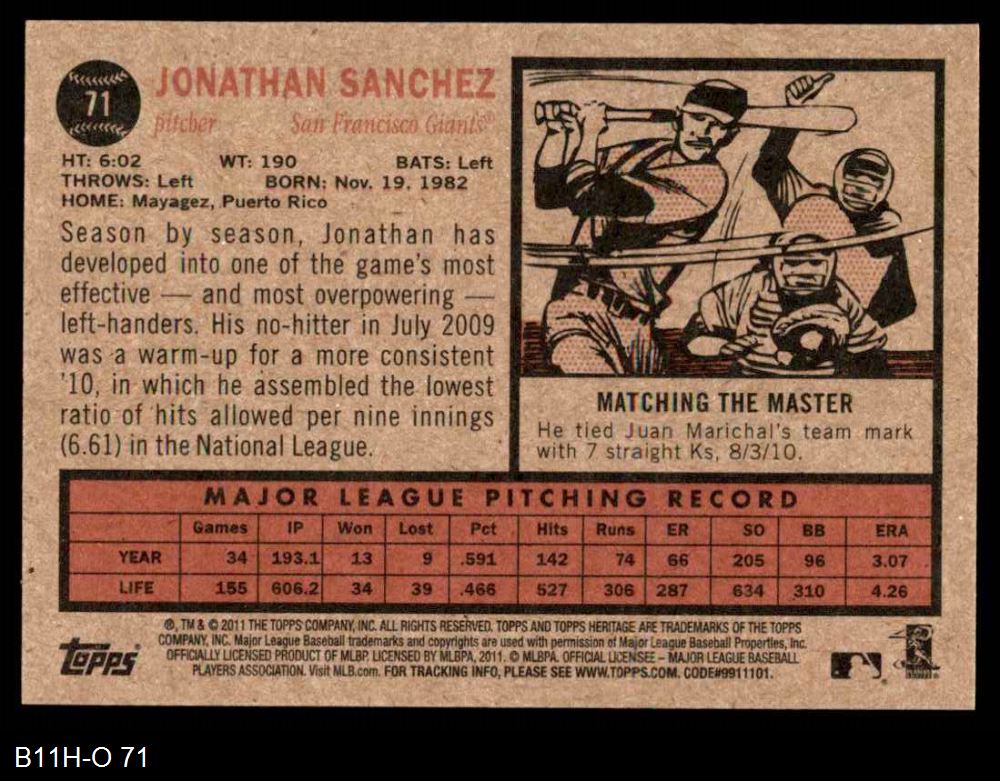 71
JONATHAN SANCHEZ
pitcher San Francisco Giants®
HT: 6:02 WT: 190 BATS: Left
THROWS: Left BORN: Nov. 19, 1982
HOME: Mayagez, Puerto Rico
Season by season, Jonathan has
developed into one of the game's most
effective — and most overpowering —
left-handers. His no-hitter in July 2009
was a warm-up for a more consistent
'10, in which he assembled the lowest
ratio of hits allowed per nine innings
(6.61) in the National League.
MATCHING THE MASTER
He tied Juan Marichal's team mark
with 7 straight Ks, 8/3/10.
MAJOR LEAGUE PITCHING RECORD
Games IP Won Lost Pct Hits Runs ER SO BB ERA
YEAR 34 193.1 13 9 .591 142 74 66 205 96 3.07
LIFE 155 606.2 34 39 .466 527 306 287 634 310 4.26
®, TM & © 2011 THE TOPPS COMPANY, INC. ALL RIGHTS RESERVED. TOPPS AND TOPPS HERITAGE ARE TRADEMARKS OF THE TOPPS
COMPANY, INC. Major League Baseball trademarks and copyrights are used with permission of Major League Baseball Properties, Inc.
OFFICIALLY LICENSED PRODUCT OF MLBP. LICENSED BY MLBPA, 2011. © MLBPA. OFFICIAL LICENSEE – MAJOR LEAGUE BASEBALL
PLAYERS ASSOCIATION. Visit MLB.com. FOR TRACKING INFO, PLEASE SEE WWW.TOPPS.COM. CODE#9911101.
Topps
B11H-O 71